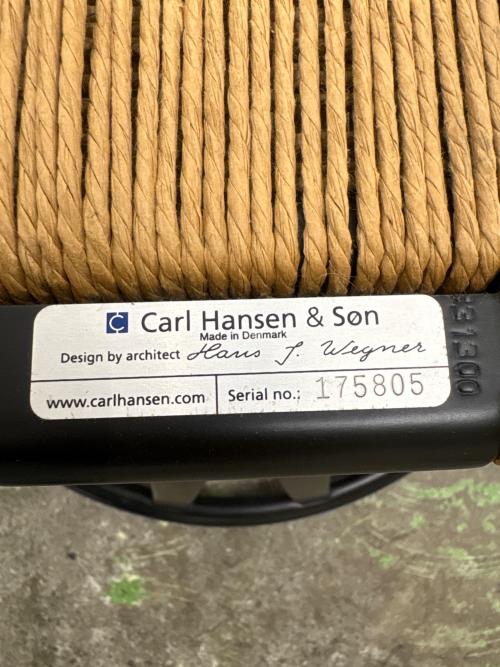 Carl Hansen & Søn
Made in Denmark
Design by architect Hans J. Wegner
www.carlhansen.com
Serial no.: 175805